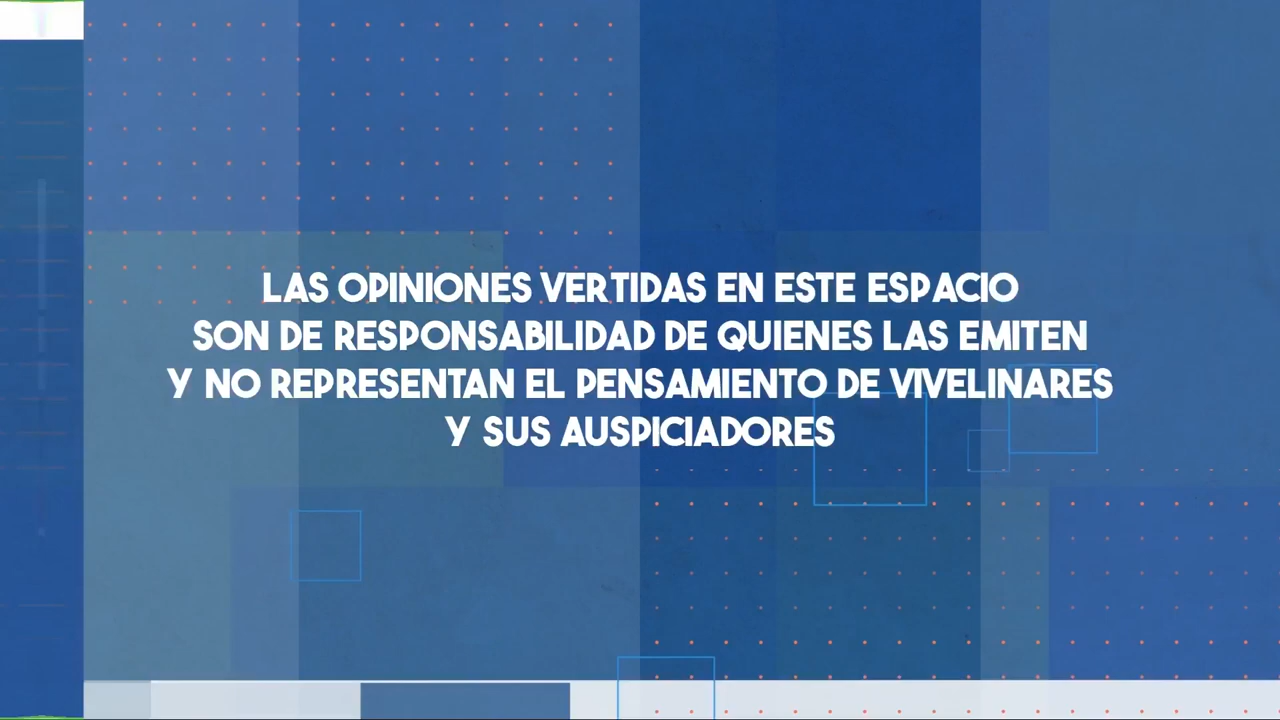 LAS OPINIONES VERTIDAS EN ESTE ESPACIO
SON DE RESPONSABILIDAD DE QUIENES LAS EMITEN
Y NO REPRESENTAN EL PENSAMIENTO DE VIVELINARES
Y SUS AUSPICIADORES